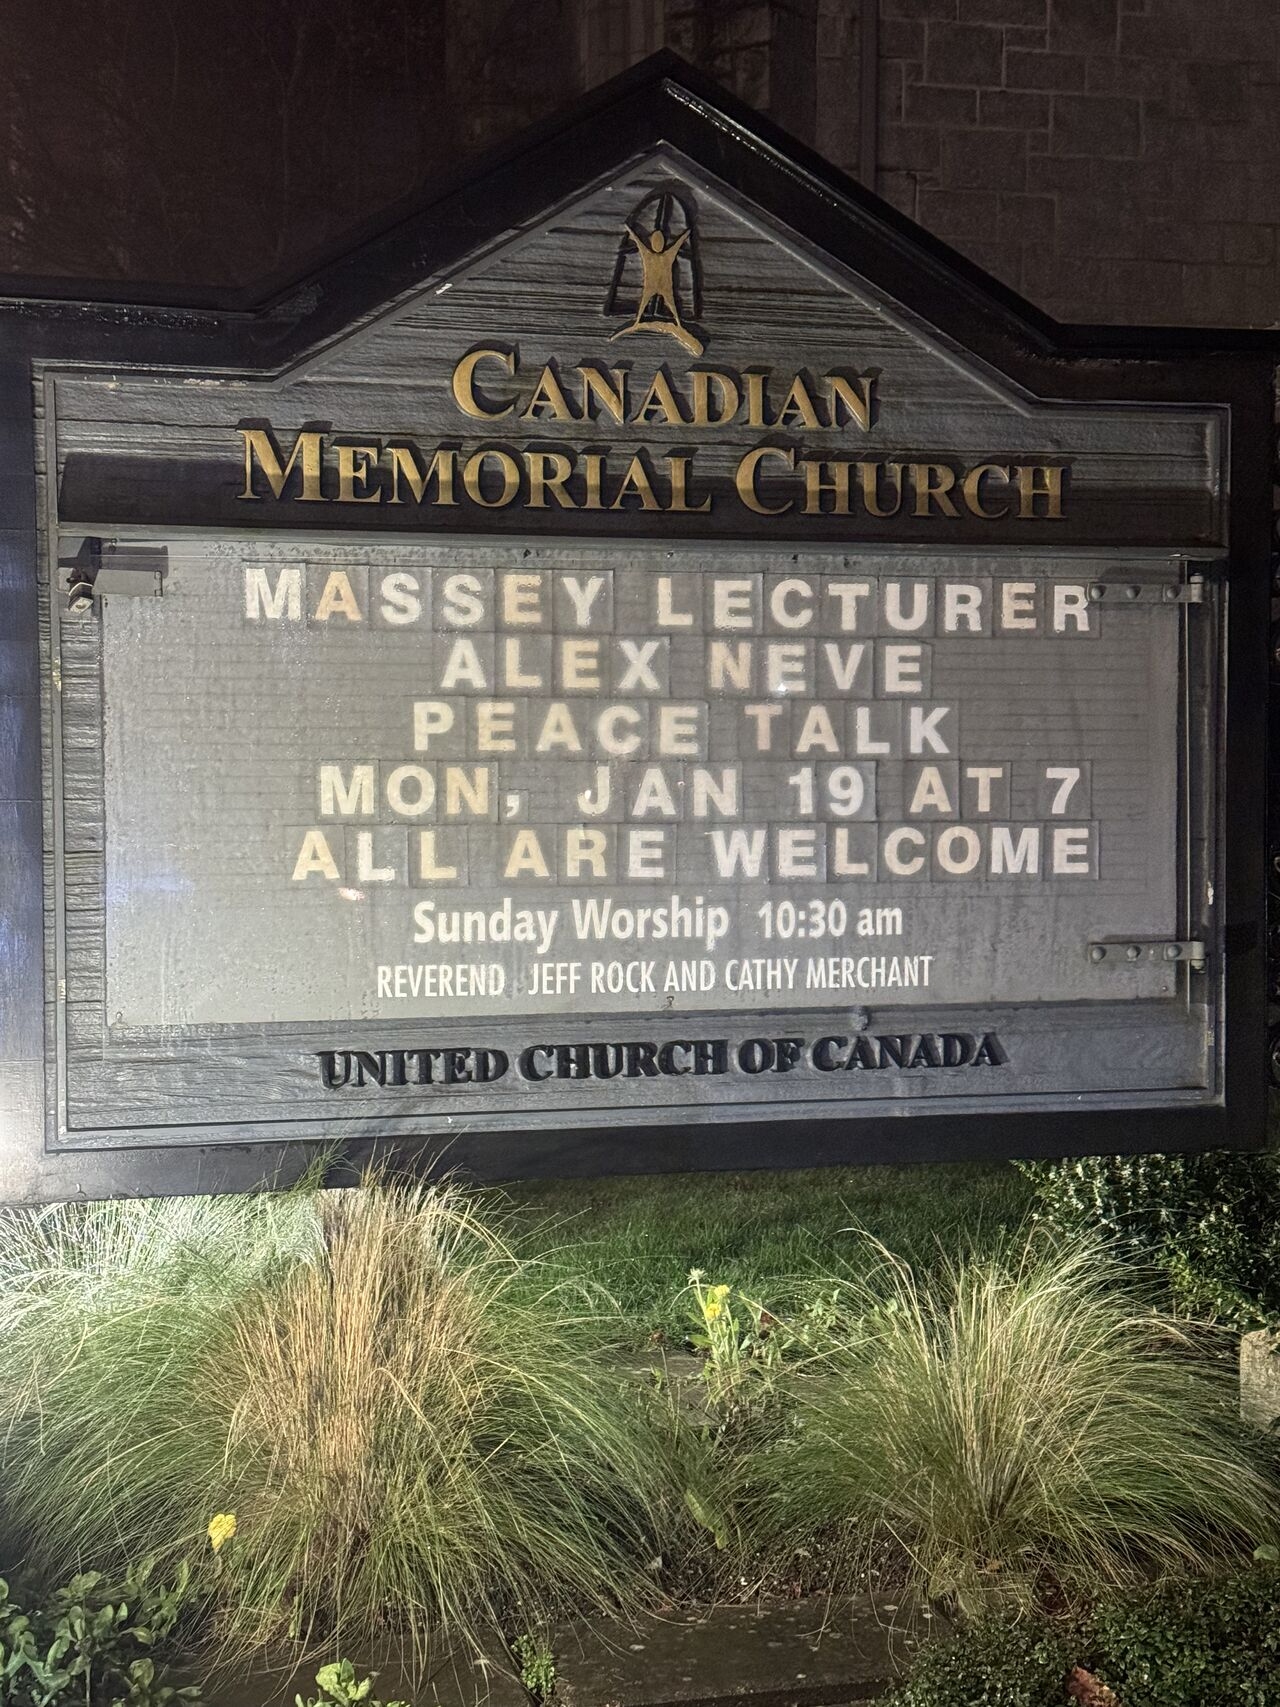 CANADIAN
MEMORIAL CHURCH
MASSEY LECTURER
ALEX NEVE
PEACE TALK
MON, JAN 19 AT 7
ALL ARE WELCOME
Sunday Worship 10:30 am
REVEREND JEFF ROCK AND CATHY MERCHANT
UNITED CHURCH OF CANADA